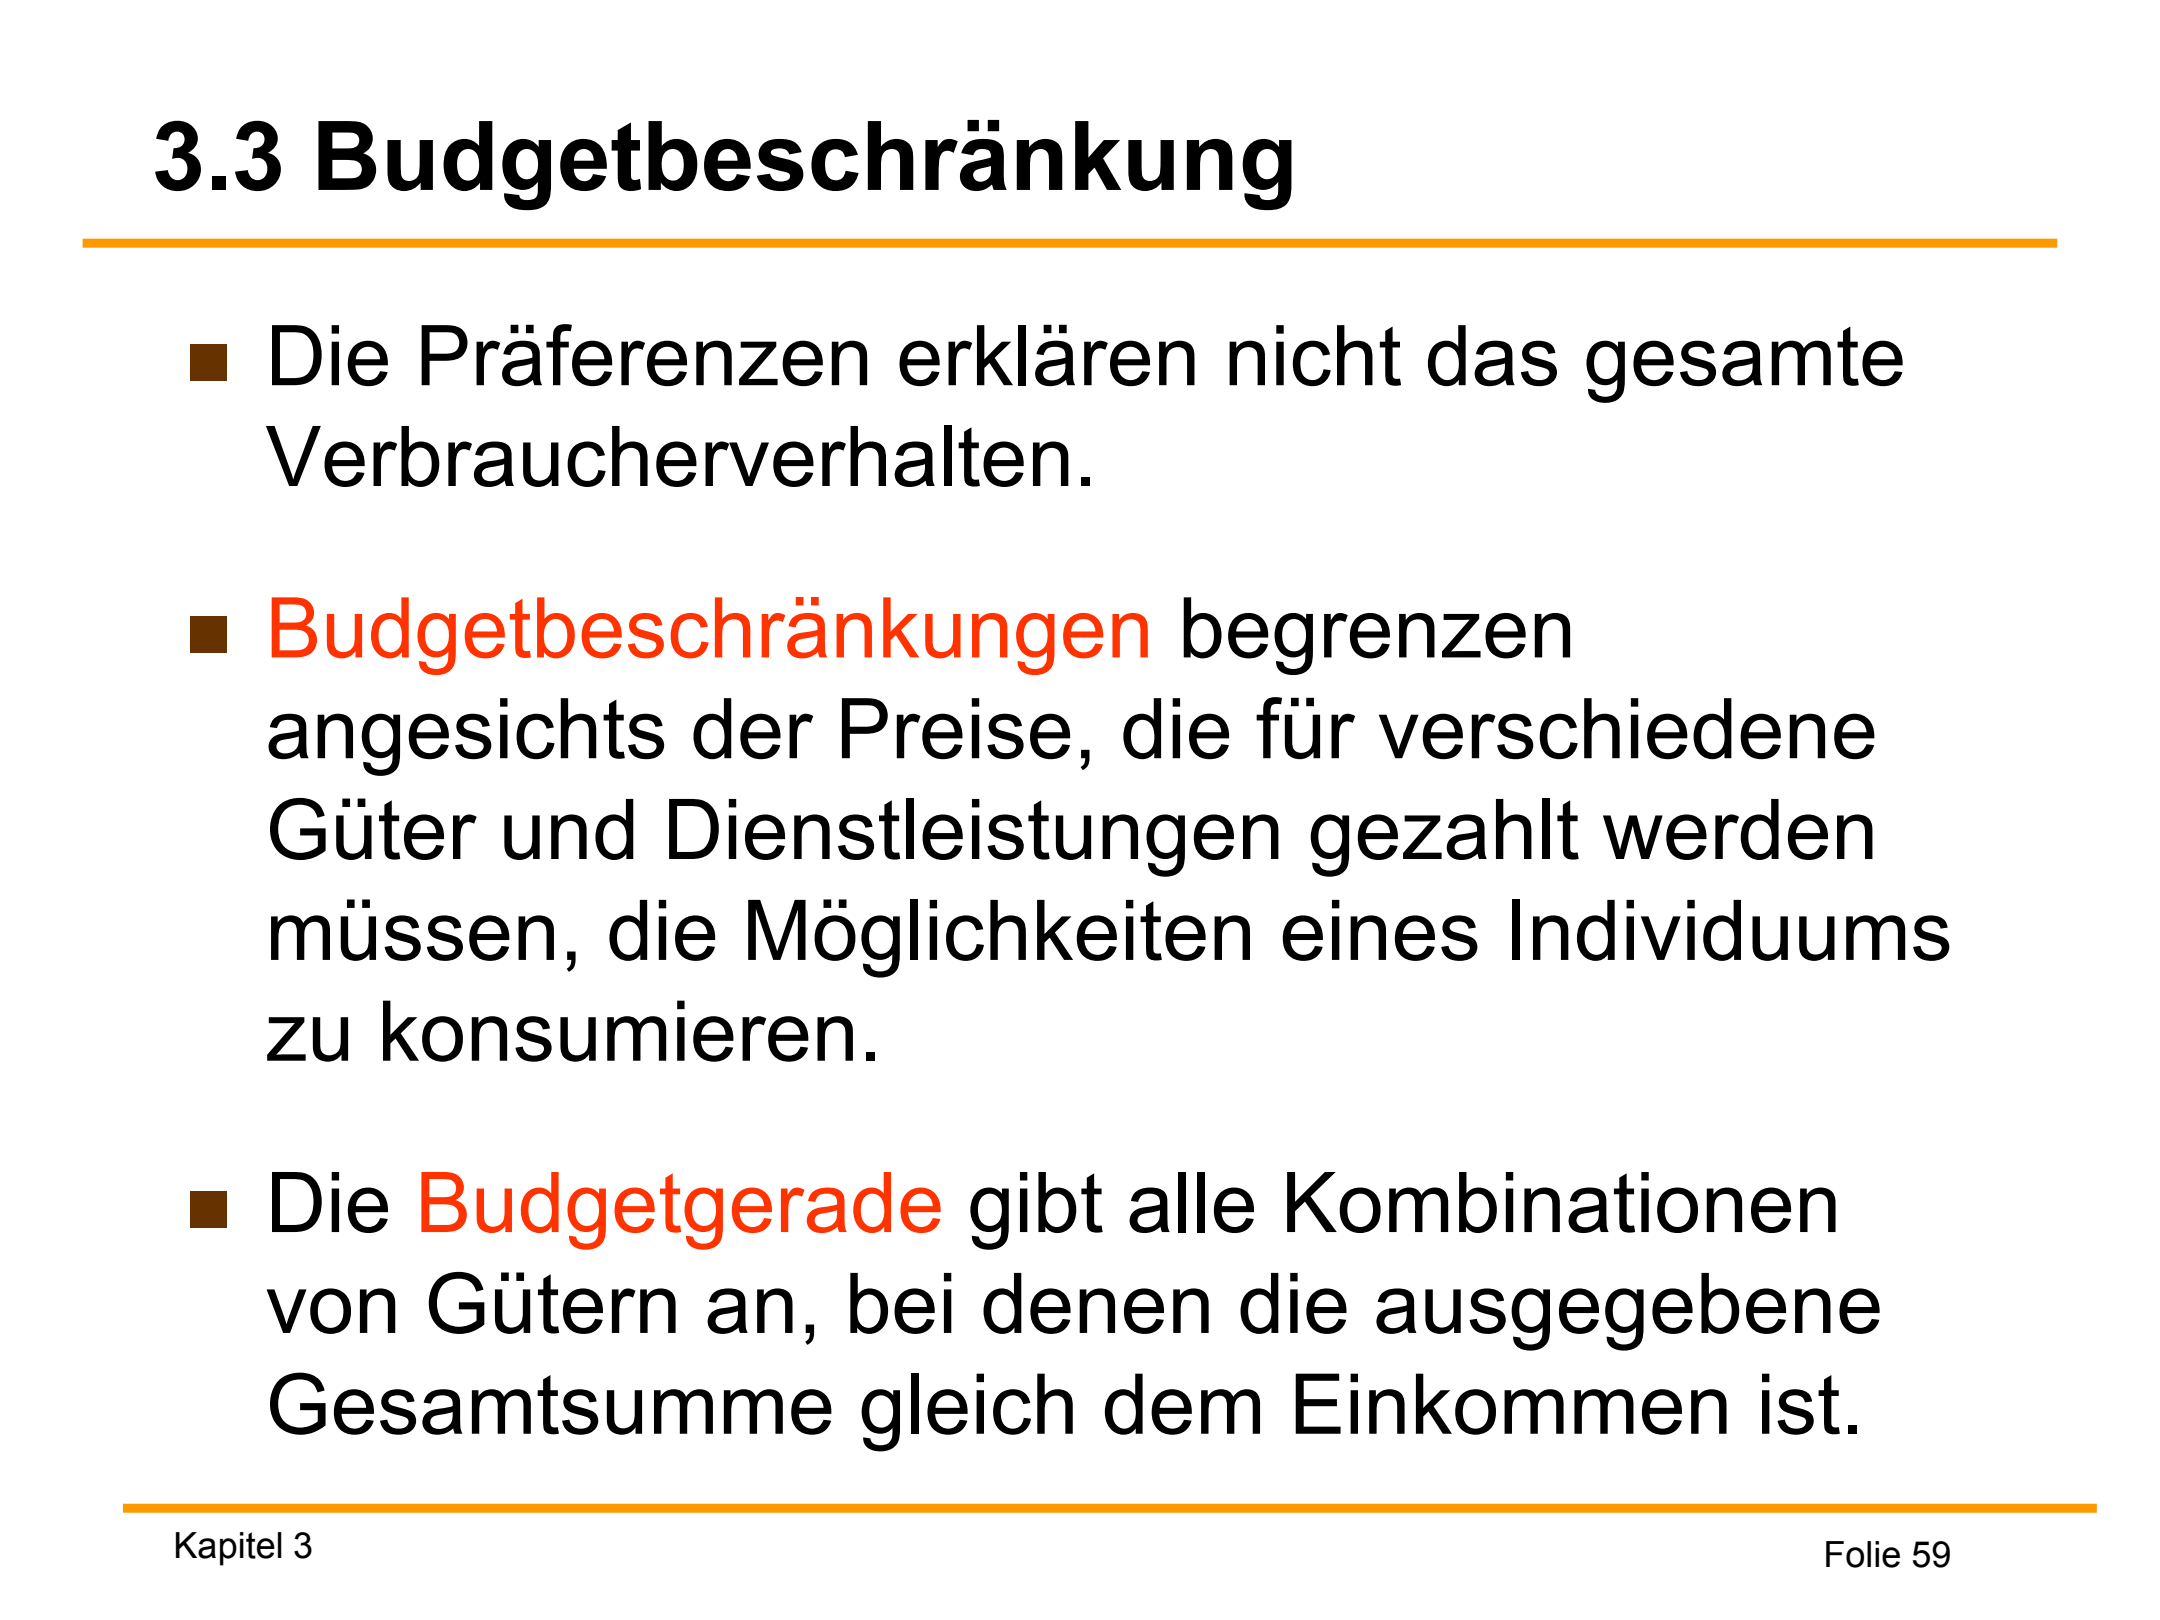 3.3 Budgetbeschränkung
Die Präferenzen erklären nicht das gesamte
Verbraucherverhalten.
Budgetbeschränkungen begrenzen
angesichts der Preise, die für verschiedene
Güter und Dienstleistungen gezahlt werden
müssen, die Möglichkeiten eines Individuums
zu konsumieren.
Die Budgetgerade gibt alle Kombinationen
von Gütern an, bei denen die ausgegebene
Gesamtsumme gleich dem Einkommen ist.
Kapitel 3
Folie 59